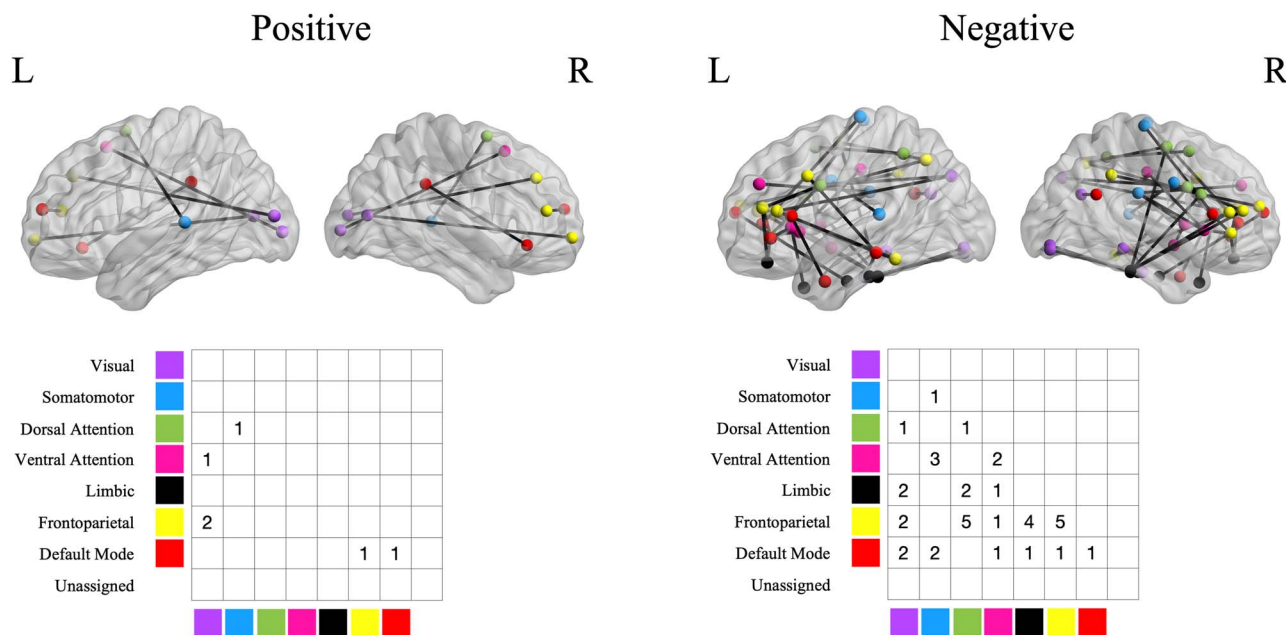 Positive
L
R
Visual
Somatomotor
Dorsal Attention 1
Ventral Attention 1
Limbic
Frontoparietal 2
Default Mode 1 1
Unassigned
Negative
L
R
Visual
Somatomotor 1
Dorsal Attention 1 1
Ventral Attention 3 2
Limbic 2 2 1
Frontoparietal 2 5 1 4 5
Default Mode 2 2 1 1 1 1
Unassigned